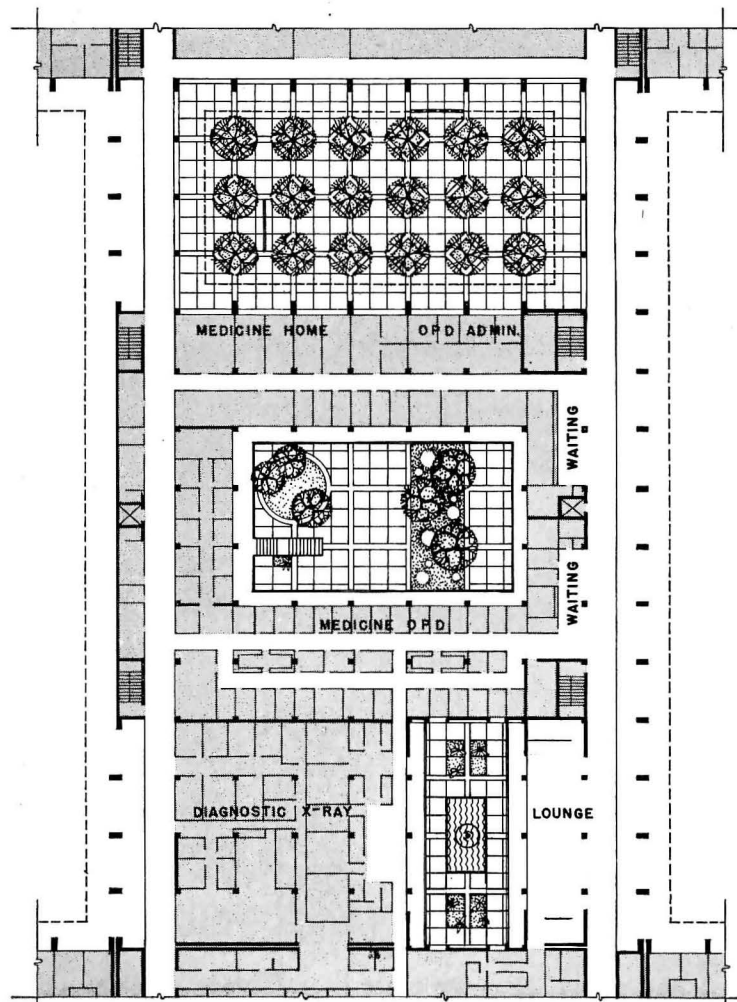 MEDICINE HOME
OPD ADMIN.
WAITING
WAITING
MEDICINE OPD
DIAGNOSTIC X-RAY
LOUNGE